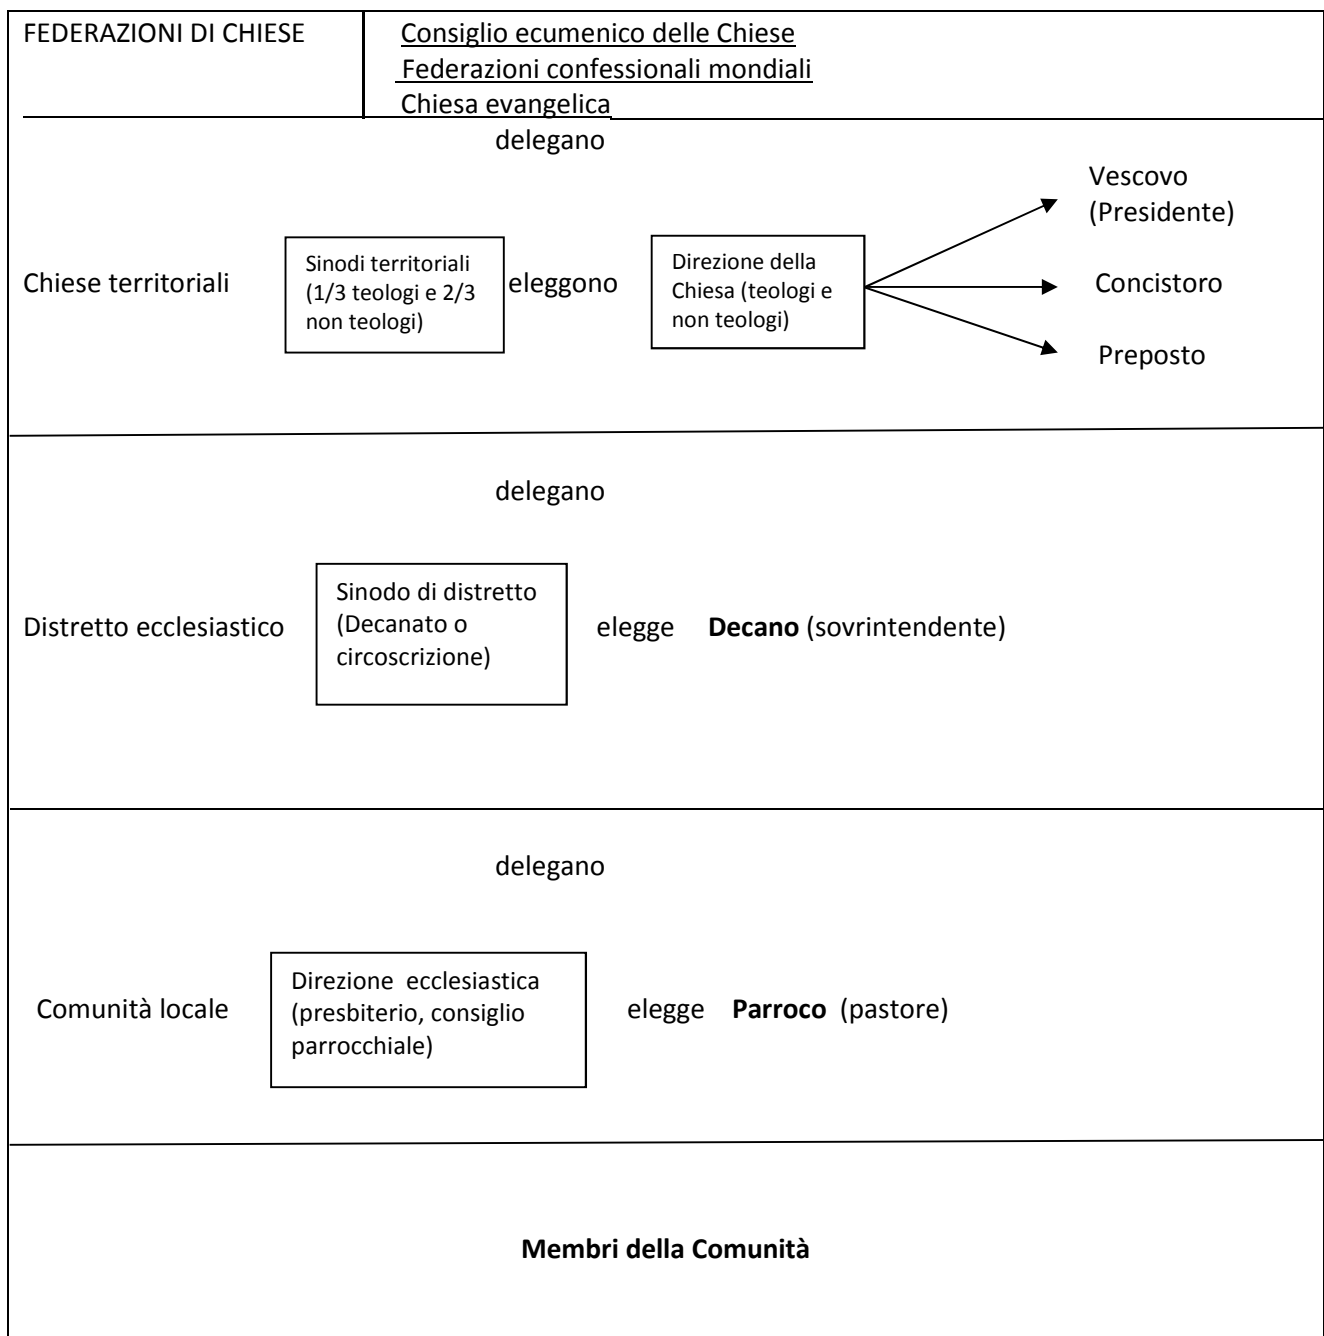 FEDERAZIONI DI CHIESE
Consiglio ecumenico delle Chiese
Federazioni confessionali mondiali
Chiesa evangelica
delegano
Chiese territoriali
Sinodi territoriali
(1/3 teologi e 2/3
non teologi)
eleggono
Direzione della
Chiesa (teologi e
non teologi)
Vescovo
(Presidente)
Concistoro
Preposto
delegano
Distretto ecclesiastico
Sinodo di distretto
(Decanato o
circoscrizione)
elegge Decano (sovrintendente)
delegano
Comunità locale
Direzione ecclesiastica
(presbiterio, consiglio
parrocchiale)
elegge Parroco (pastore)
Membri della Comunità